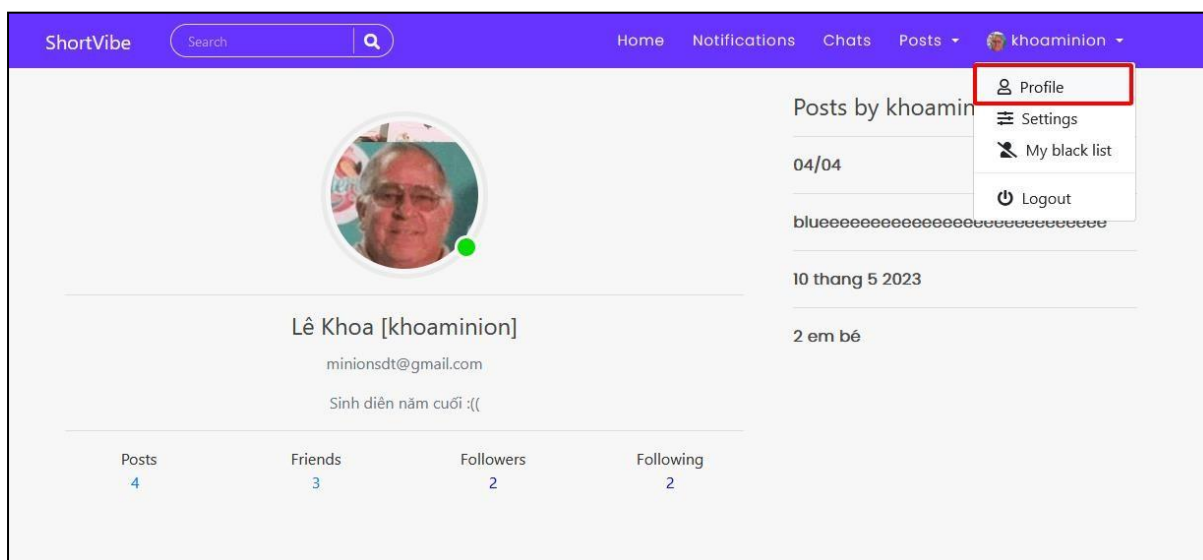 ShortVibe Search Home Notifications Chats Posts khoaminion
Profile
Settings
My black list
Logout
Lê Khoa [khoaminion]
minionsdt@gmail.com
Sinh diên năm cuối :((
Posts Friends Followers Following
4 3 2 2
Posts by khoamin
04/04
blueeeeeeeeeeeeeeeeeeeeeeeeeeeee
10 thang 5 2023
2 em bé